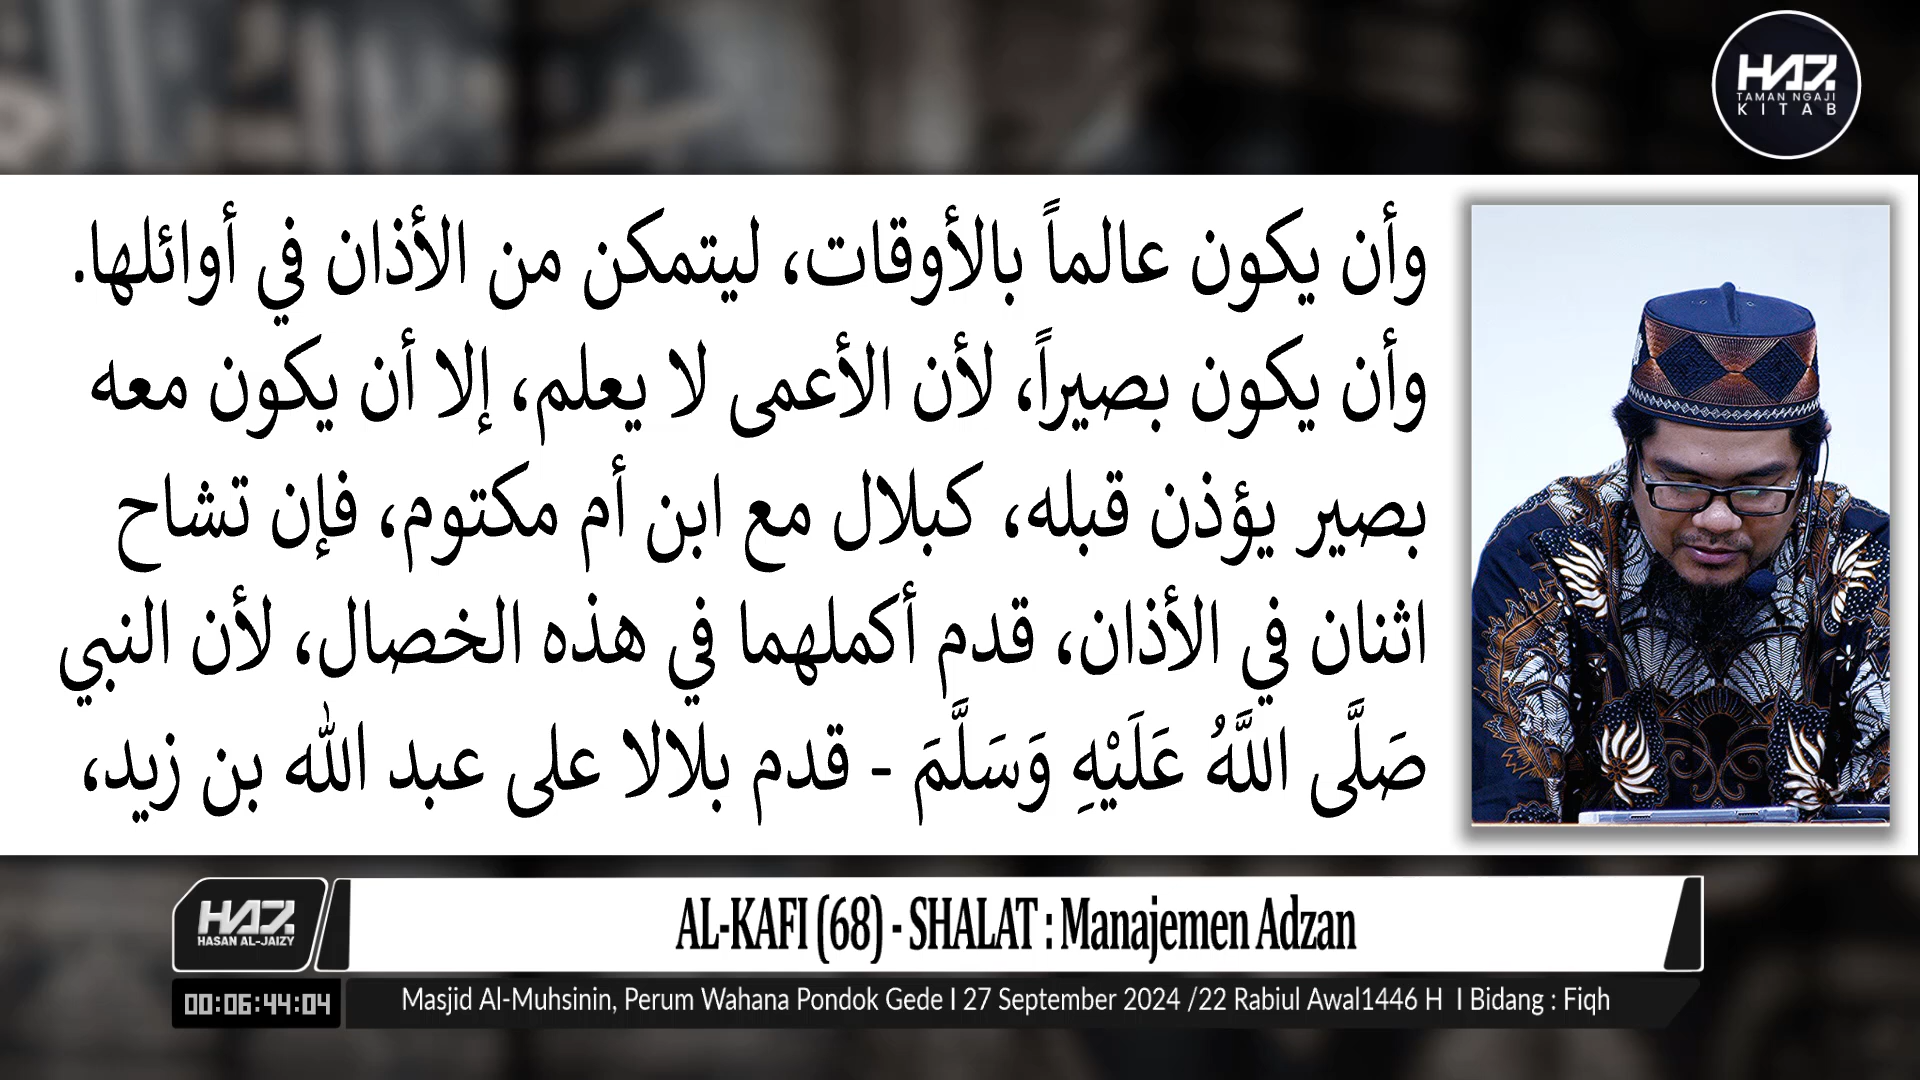 HAZ.
TAMAN NGAJI
KITAB
وأن يكون عالماً بالأوقات، ليتمكن من الأذان في أوائلها.
وأن يكون بصيراً، لأن الأعمى لا يعلم، إلا أن يكون معه
بصير يؤذن قبله، كبلال مع ابن أم مكتوم، فإن تشاح
اثنان في الأذان، قدم أكملهما في هذه الخصال، لأن النبي
صَلَّى اللَّهُ عَلَيْهِ وَسَلَّمَ - قدم بلالا على عبد الله بن زيد،
HAZ.
HASAN AL-JAIZY
AL-KAFI (68) - SHALAT : Manajemen Adzan
00:06:44:04
Masjid Al-Muhsinin, Perum Wahana Pondok Gede I 27 September 2024 /22 Rabiul Awal1446 H I Bidang : Fiqh